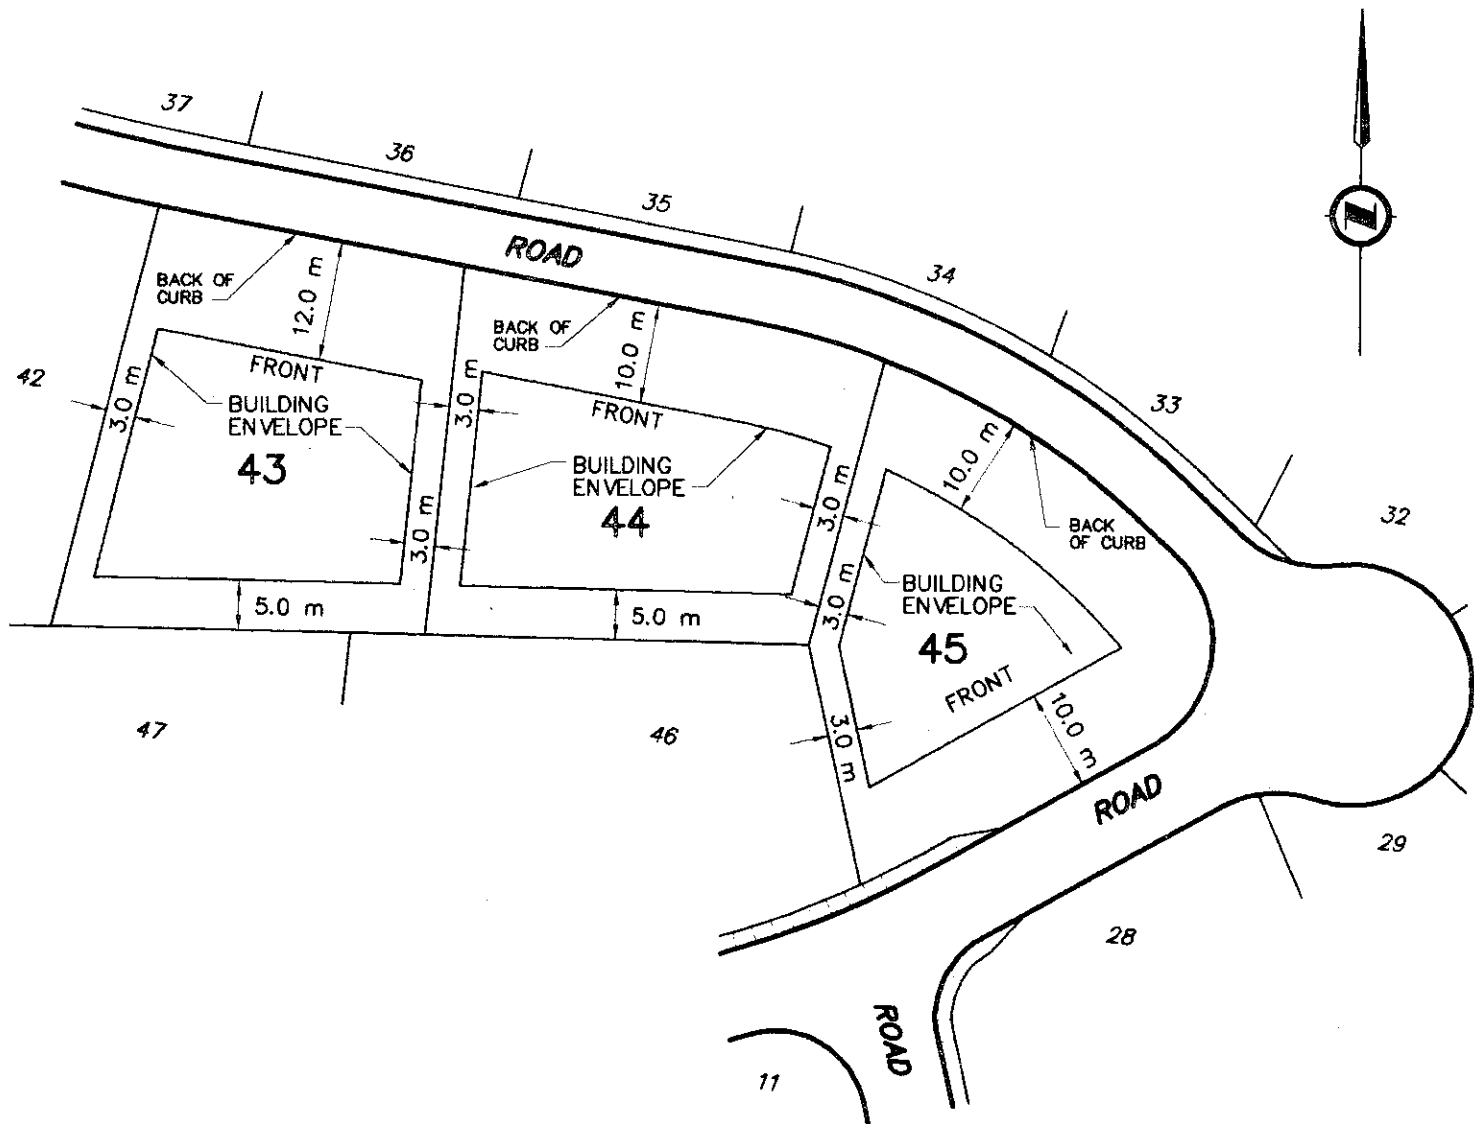 37
36
35
34
33
32
ROAD
BACK OF
CURB
12.0 m
BACK OF
CURB
10.0 m
42
3.0 m
FRONT
BUILDING
ENVELOPE
43
3.0 m
3.0 m
FRONT
BUILDING
ENVELOPE
44
3.0 m
10.0 m
BACK
OF CURB
3.0 m
BUILDING
ENVELOPE
45
FRONT
5.0 m
5.0 m
10.0 m
3.0 m
47
46
ROAD
29
28
ROAD
11
N